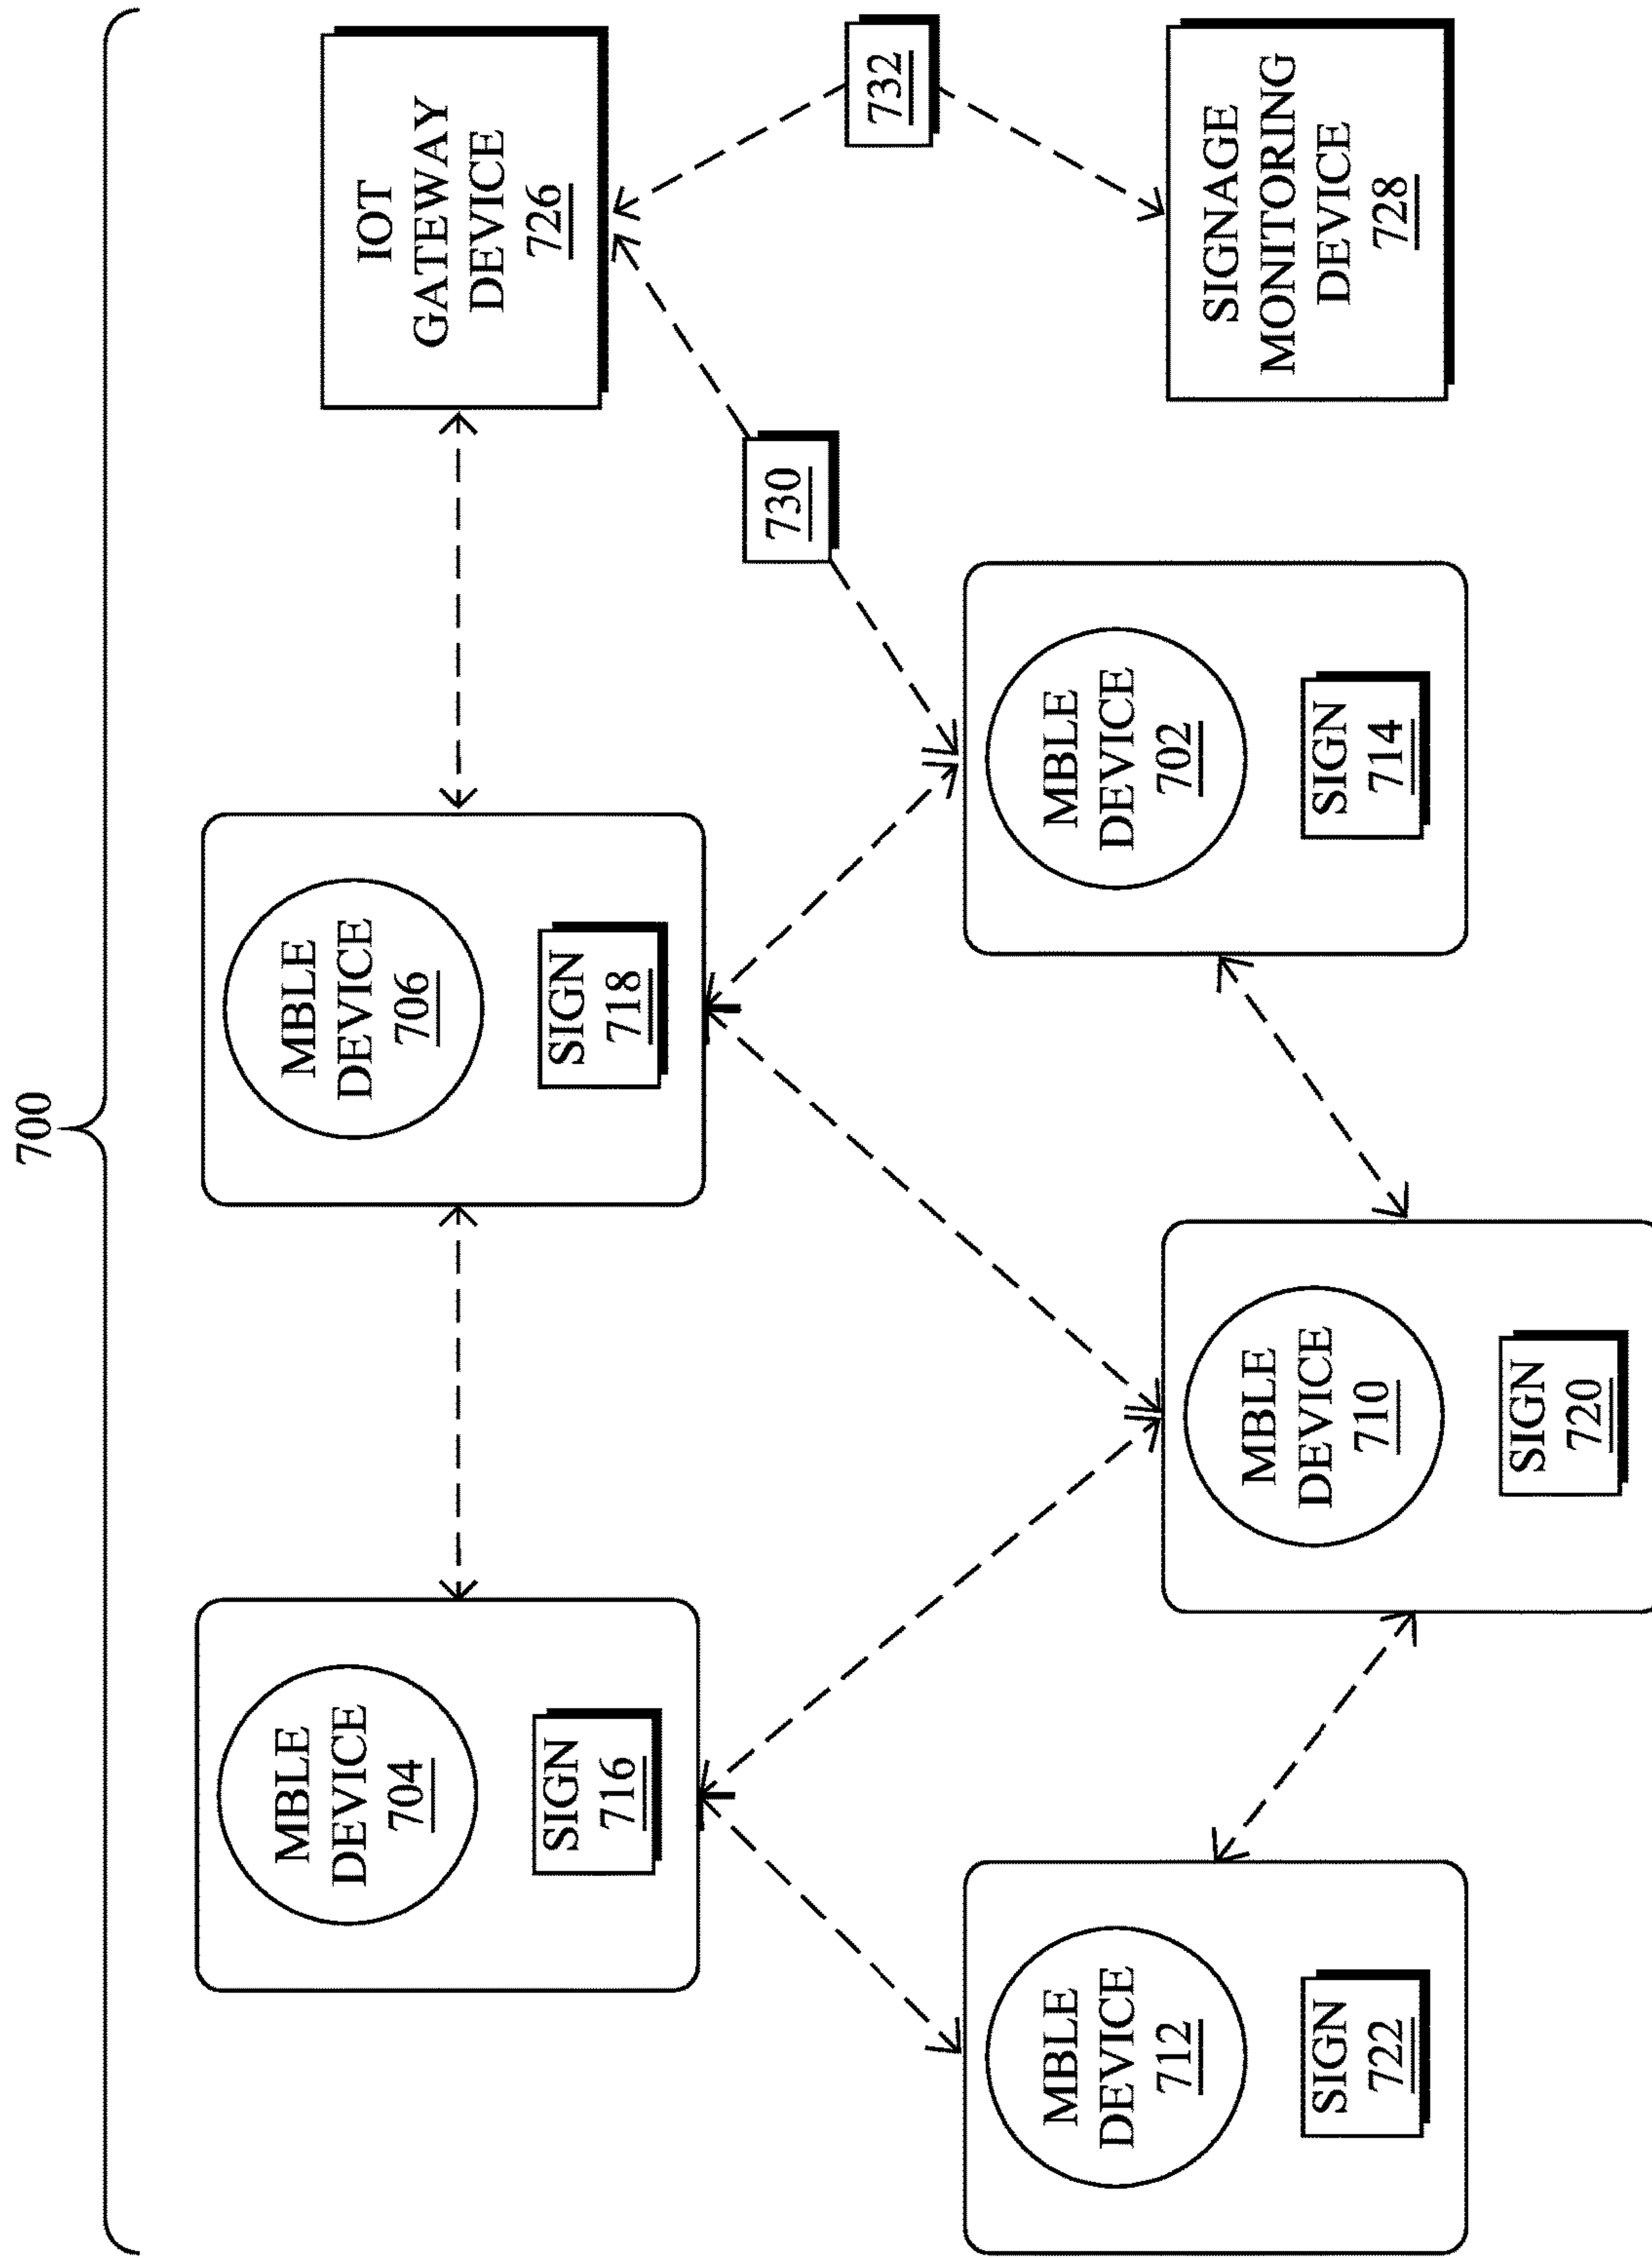 700
MBLE
DEVICE
704
SIGN
716
MBLE
DEVICE
706
SIGN
718
IOT
GATEWAY
DEVICE
726
730
732
MBLE
DEVICE
712
SIGN
722
MBLE
DEVICE
710
SIGN
720
MBLE
DEVICE
702
SIGN
714
SIGNAGE
MONITORING
DEVICE
728